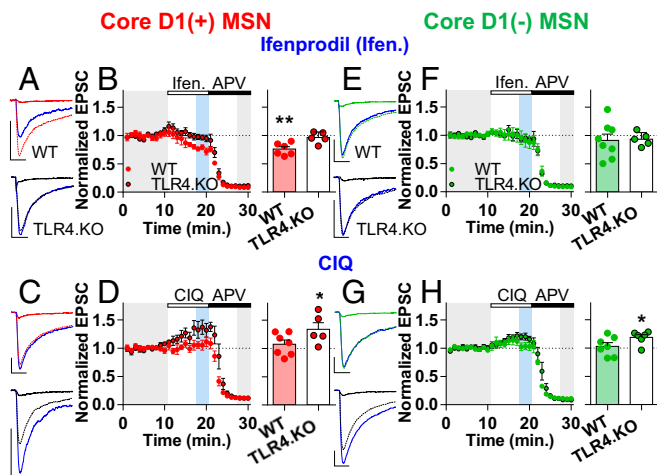 Core D1(+) MSN
Core D1(-) MSN
Ifenprodil (Ifen.)
A
WT
TLR4.KO
B
Normalized EPSC
Ifen. APV
1.5
1.0
0.5
0.0
WT
TLR4.KO
0 10 20 30
Time (min.)
**
WT
TLR4.KO
E
WT
TLR4.KO
F
Normalized EPSC
Ifen. APV
1.5
1.0
0.5
0.0
WT
TLR4.KO
0 10 20 30
Time (min.)
WT
TLR4.KO
CIQ
C
D
Normalized EPSC
CIQ APV
1.5
1.0
0.5
0.0
0 10 20 30
Time (min.)
*
WT
TLR4.KO
G
H
Normalized EPSC
CIQ APV
1.5
1.0
0.5
0.0
0 10 20 30
Time (min.)
*
WT
TLR4.KO